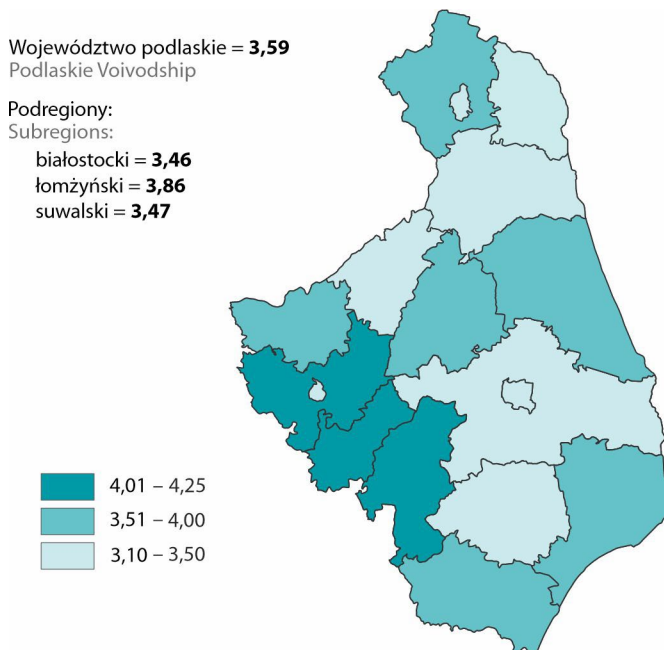 Województwo podlaskie = 3,59
Podlaskie Voivodship
Podregiony:
Subregions:
białostocki = 3,46
łomżyński = 3,86
suwalski = 3,47
4,01 – 4,25
3,51 – 4,00
3,10 – 3,50